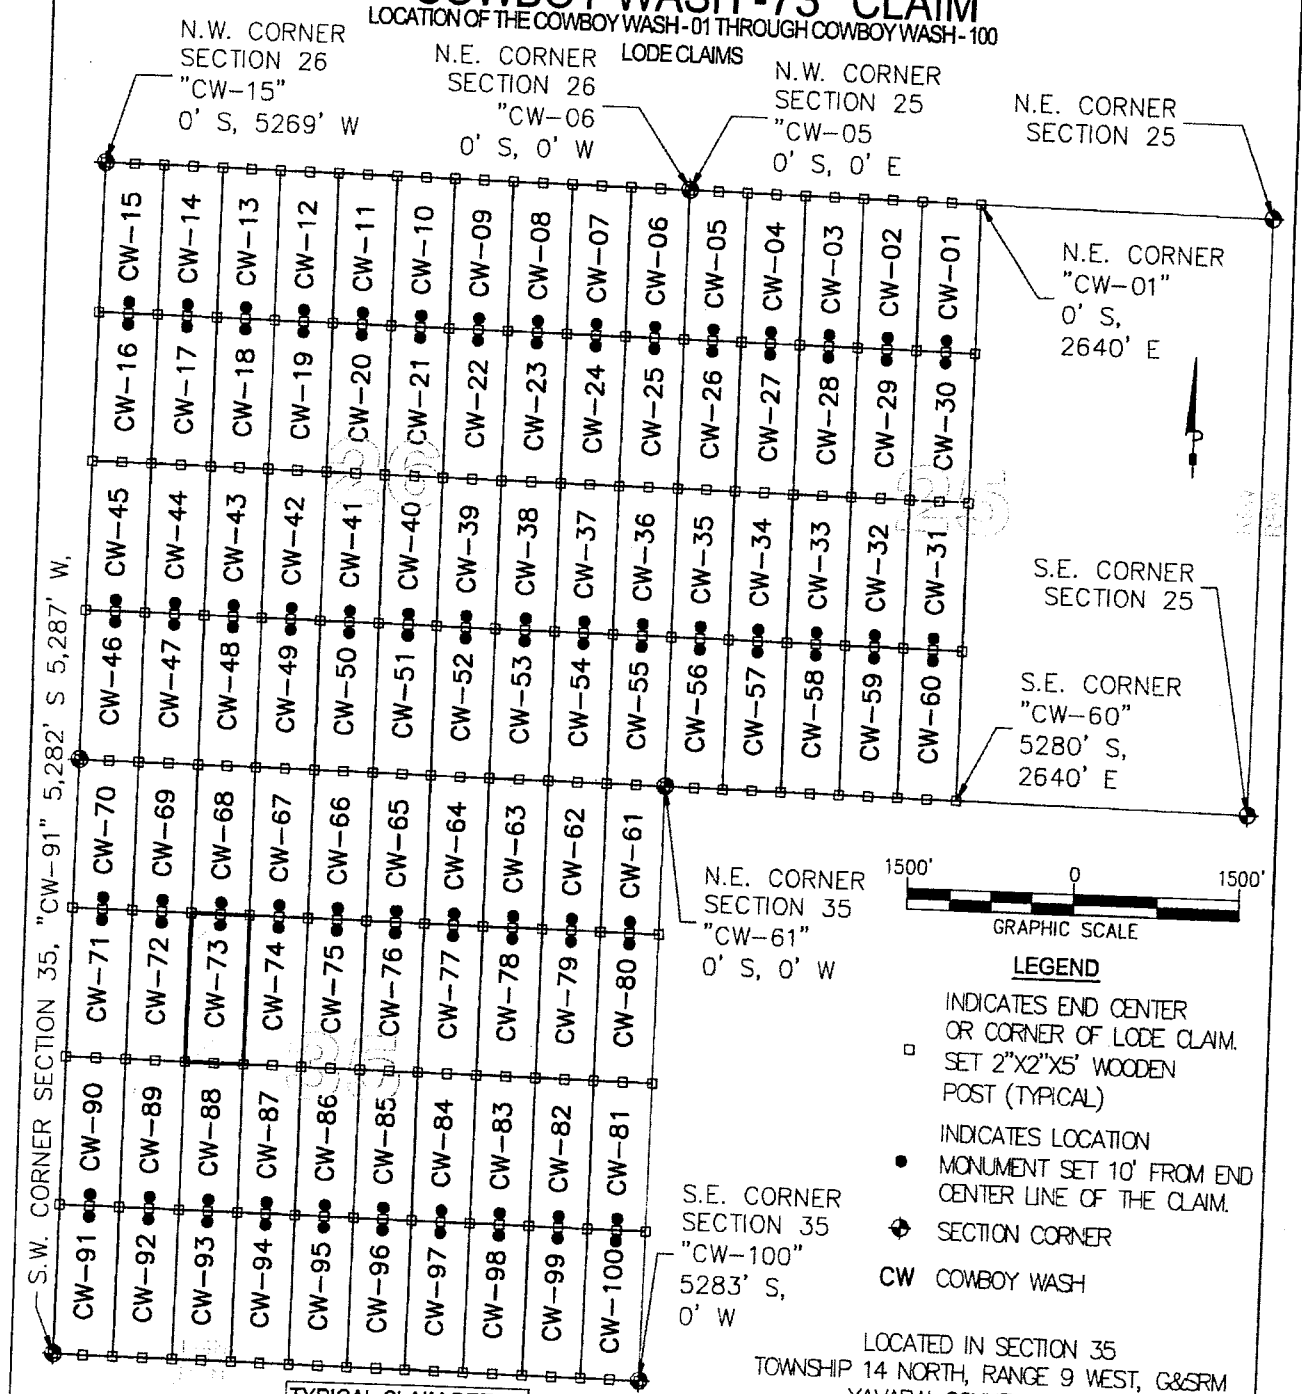 COWBOY WASH -73" CLAIM
LOCATION OF THE COWBOY WASH - 01 THROUGH COWBOY WASH - 100
LODE CLAIMS
N.W. CORNER
SECTION 26
"CW-15"
0' S, 5269' W
N.E. CORNER
SECTION 26
"CW-06
0' S, 0' W
N.W. CORNER
SECTION 25
"CW-05
0' S, 0' E
N.E. CORNER
SECTION 25
CW-15 CW-14 CW-13 CW-12 CW-11 CW-10 CW-09 CW-08 CW-07 CW-06 CW-05 CW-04 CW-03 CW-02 CW-01
N.E. CORNER
"CW-01"
0' S,
2640' E
CW-16 CW-17 CW-18 CW-19 CW-20 CW-21 CW-22 CW-23 CW-24 CW-25 CW-26 CW-27 CW-28 CW-29 CW-30
26
25
CW-45 CW-44 CW-43 CW-42 CW-41 CW-40 CW-39 CW-38 CW-37 CW-36 CW-35 CW-34 CW-33 CW-32 CW-31
S.E. CORNER
SECTION 25
CW-46 CW-47 CW-48 CW-49 CW-50 CW-51 CW-52 CW-53 CW-54 CW-55 CW-56 CW-57 CW-58 CW-59 CW-60
S.E. CORNER
"CW-60"
5280' S,
2640' E
CW-70 CW-69 CW-68 CW-67 CW-66 CW-65 CW-64 CW-63 CW-62 CW-61
N.E. CORNER
SECTION 35
"CW-61"
0' S, 0' W
CW-71 CW-72 CW-73 CW-74 CW-75 CW-76 CW-77 CW-78 CW-79 CW-80
35
CW-90 CW-89 CW-88 CW-87 CW-86 CW-85 CW-84 CW-83 CW-82 CW-81
CW-91 CW-92 CW-93 CW-94 CW-95 CW-96 CW-97 CW-98 CW-99 CW-100
S.W. CORNER SECTION 35, "CW-91" 5,282' S 5,287' W,
S.E. CORNER
SECTION 35
"CW-100"
5283' S,
0' W
1500' 0 1500'
GRAPHIC SCALE
LEGEND
INDICATES END CENTER
OR CORNER OF LODE CLAIM.
SET 2"X2"X5' WOODEN
POST (TYPICAL)
INDICATES LOCATION
MONUMENT SET 10' FROM END
CENTER LINE OF THE CLAIM.
SECTION CORNER
CW COWBOY WASH
LOCATED IN SECTION 35
TOWNSHIP 14 NORTH, RANGE 9 WEST, G&SRM
TYPICAL CLAIM